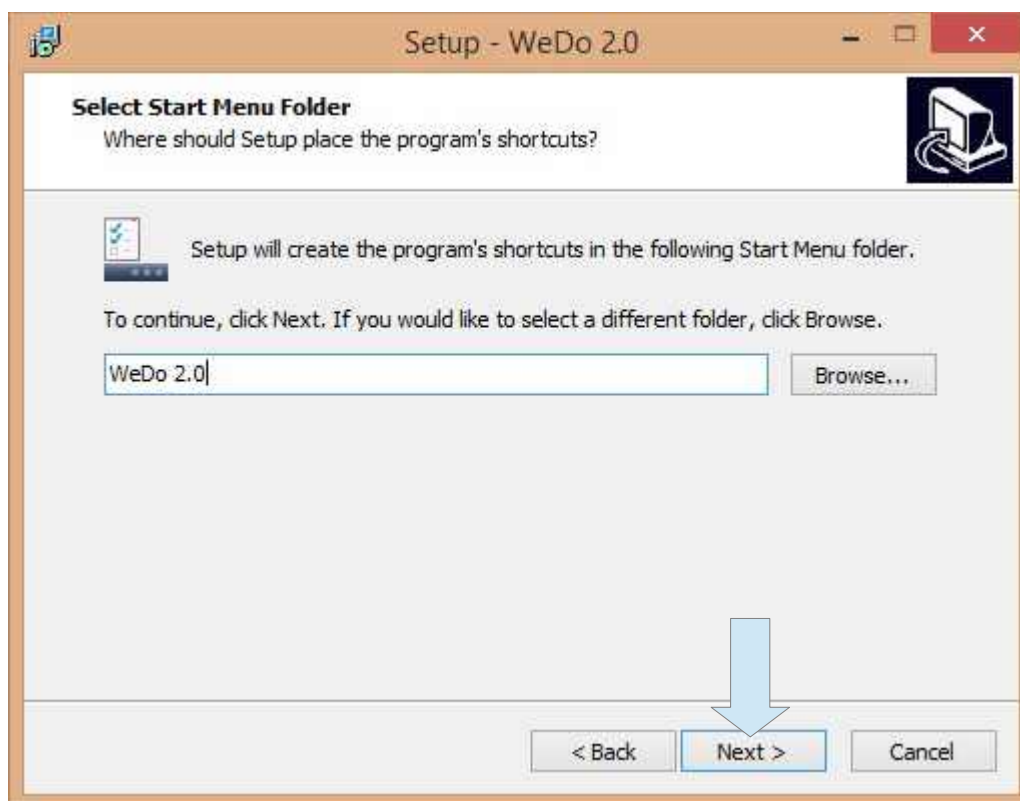 Setup - WeDo 2.0
Select Start Menu Folder
Where should Setup place the program's shortcuts?
Setup will create the program's shortcuts in the following Start Menu folder.
To continue, click Next. If you would like to select a different folder, click Browse.
WeDo 2.0
Browse...
< Back
Next >
Cancel